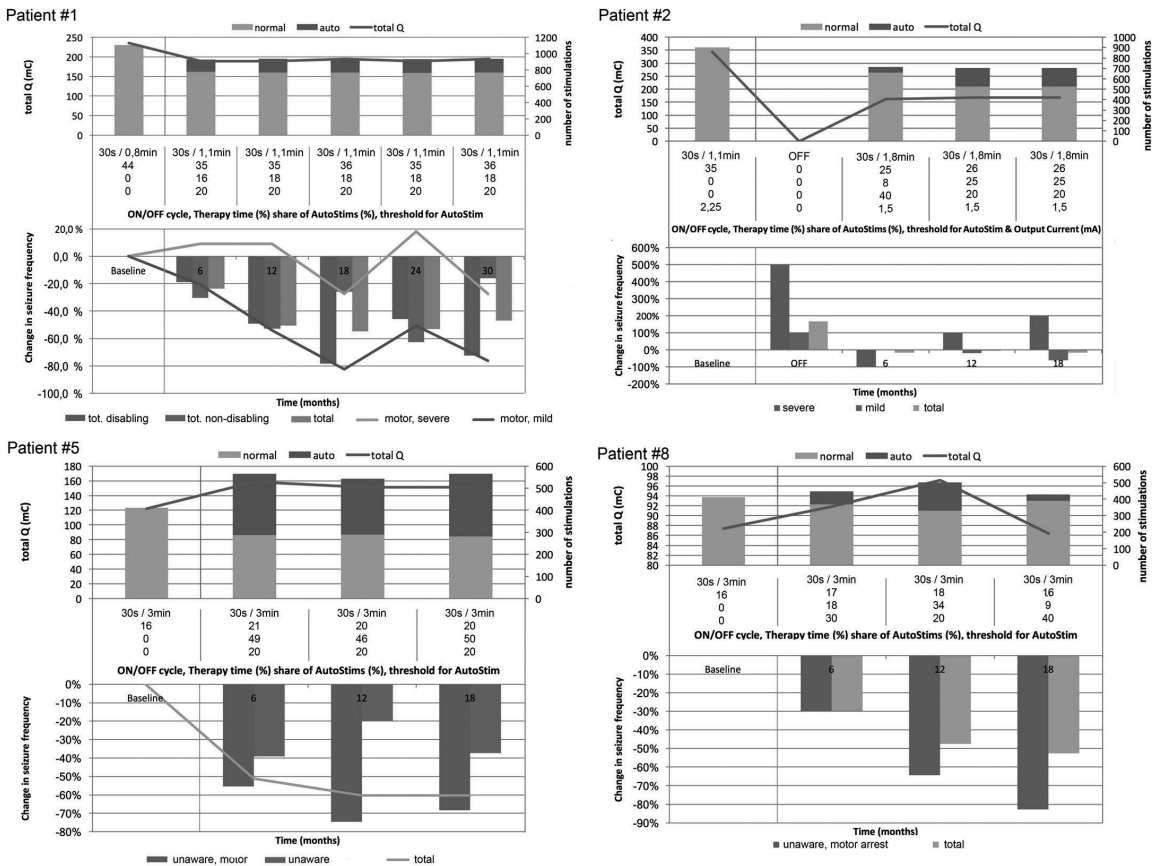 Patient #1
normal auto total Q
total Q (mC)
250
200
150
100
50
0
1200
1000
800
600
400
200
0
number of stimulations
30s / 0,8min 30s / 1,1min 30s / 1,1min 30s / 1,1min 30s / 1,1min 30s / 1,1min
44 35 35 36 35 36
0 16 18 18 18 18
0 20 20 20 20 20
ON/OFF cycle, Therapy time (%) share of AutoStims (%), threshold for AutoStim
Change in seizure frequency
20,0 %
0,0 %
-20,0 %
-40,0 %
-60,0 %
-80,0 %
-100,0 %
Baseline 6 12 18 24 30
Time (months)
tot. disabling tot. non-disabling total motor, severe motor, mild
Patient #2
normal auto total Q
total Q (mC)
400
350
300
250
200
150
100
50
0
1000
900
800
700
600
500
400
300
200
100
0
number of stimulations
30s / 1,1min OFF 30s / 1,8min 30s / 1,8min 30s / 1,8min
35 0 25 26 26
0 0 8 25 25
0 0 40 20 20
2,25 0 1,5 1,5 1,5
ON/OFF cycle, Therapy time (%) share of AutoStims (%), threshold for AutoStim & Output Current (mA)
Change in seizure frequency
500%
400%
300%
200%
100%
0%
-100%
200%
Baseline OFF 6 12 18
Time (months)
severe mild total
Patient #5
normal auto total Q
total Q (mC)
180
160
140
120
100
80
60
40
20
0
600
500
400
300
200
100
0
number of stimulations
30s / 3min 30s / 3min 30s / 3min 30s / 3min
16 21 20 20
0 49 46 50
0 20 20 20
ON/OFF cycle, Therapy time (%) share of AutoStims (%), threshold for AutoStim
Change in seizure frequency
0%
-10%
-20%
-30%
-40%
-50%
-60%
-70%
-80%
Baseline 6 12 18
Time (months)
unaware, motor unaware total
Patient #8
normal auto total Q
total Q (mC)
100
98
96
94
92
90
88
86
84
82
80
600
500
400
300
200
100
0
number of stimulations
30s / 3min 30s / 3min 30s / 3min 30s / 3min
16 17 18 16
0 18 34 9
0 30 20 40
ON/OFF cycle, Therapy time (%) share of AutoStims (%), threshold for AutoStim
Change in seizure frequency
0%
-10%
-20%
-30%
-40%
-50%
-60%
-70%
-80%
-90%
Baseline 6 12 18
Time (months)
unaware, motor arrest total